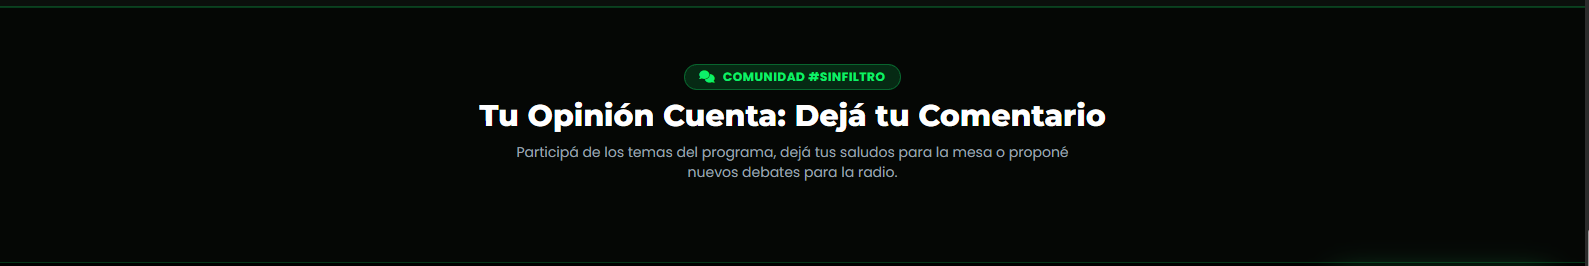 COMUNIDAD #SINFILTRO
Tu Opinión Cuenta: Dejá tu Comentario
Participá de los temas del programa, dejá tus saludos para la mesa o proponé
nuevos debates para la radio.